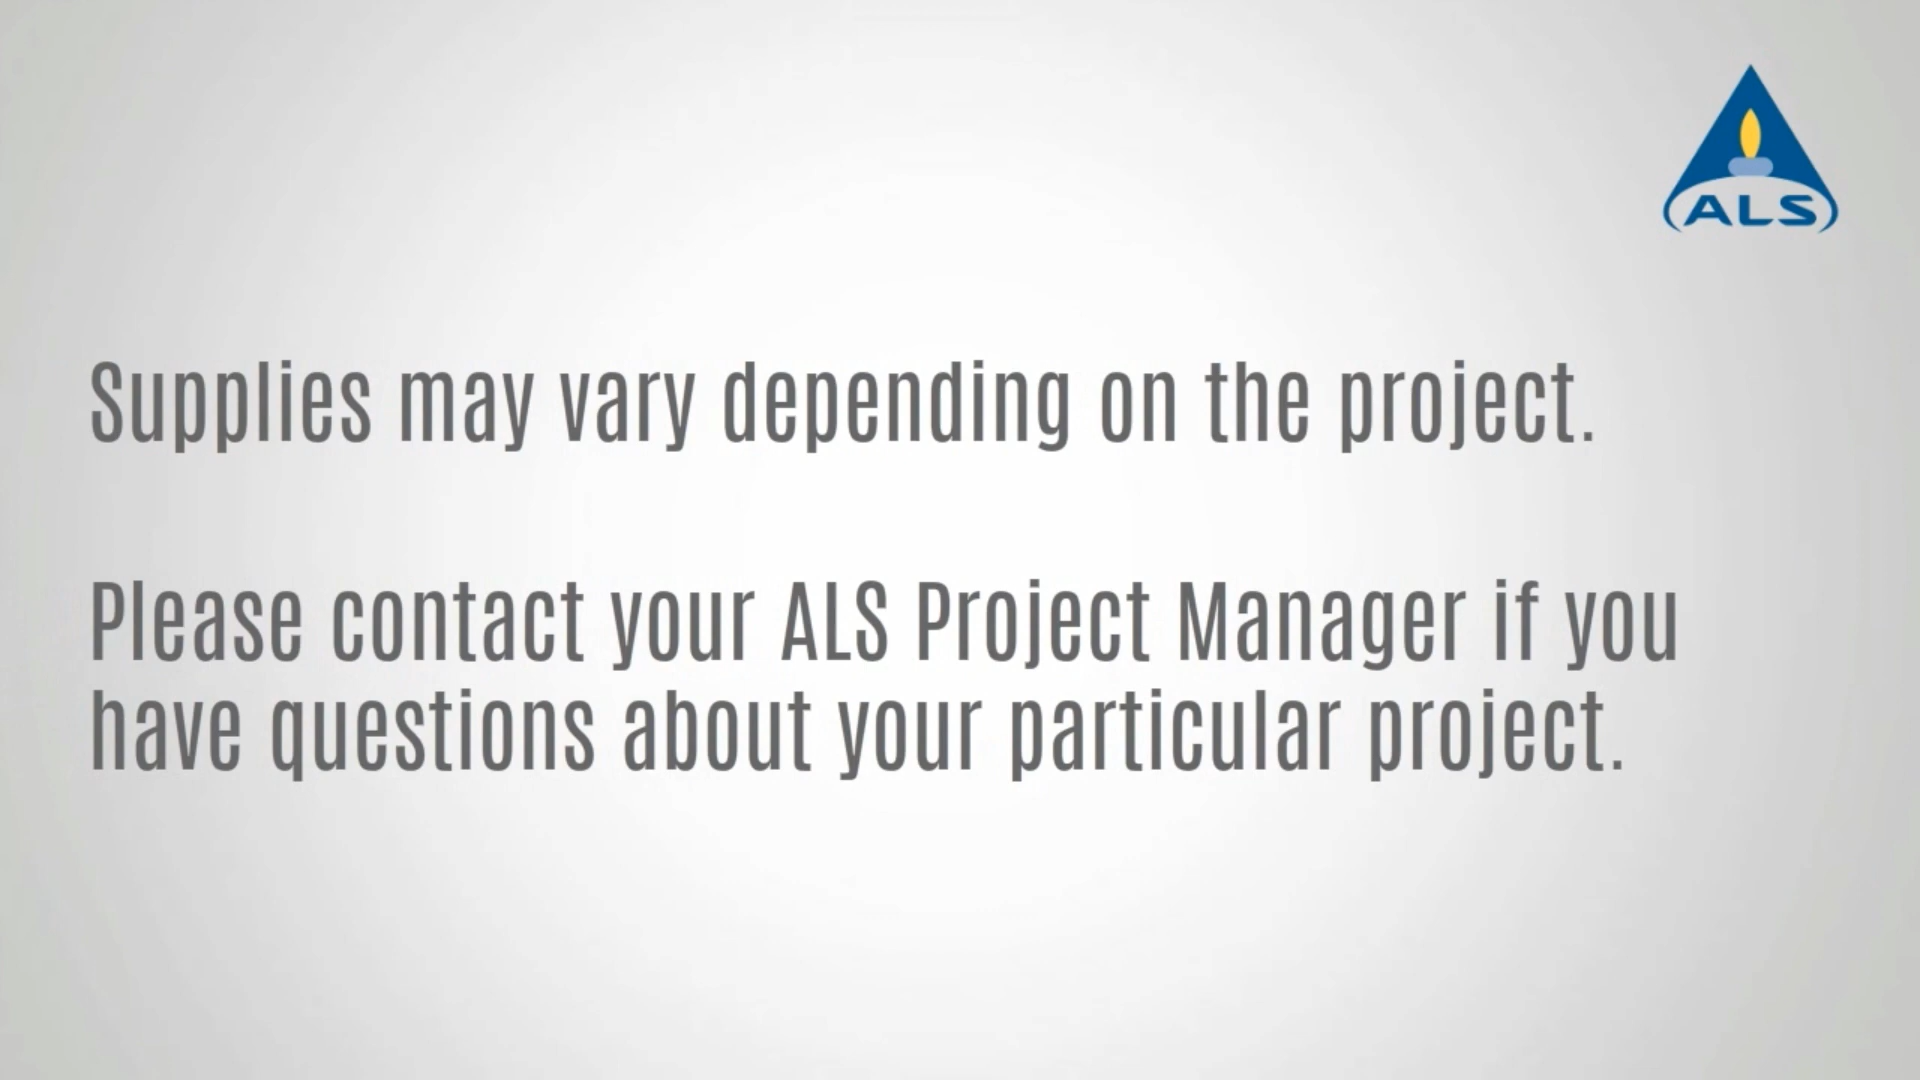 ALS
Supplies may vary depending on the project.
Please contact your ALS Project Manager if you
have questions about your particular project.